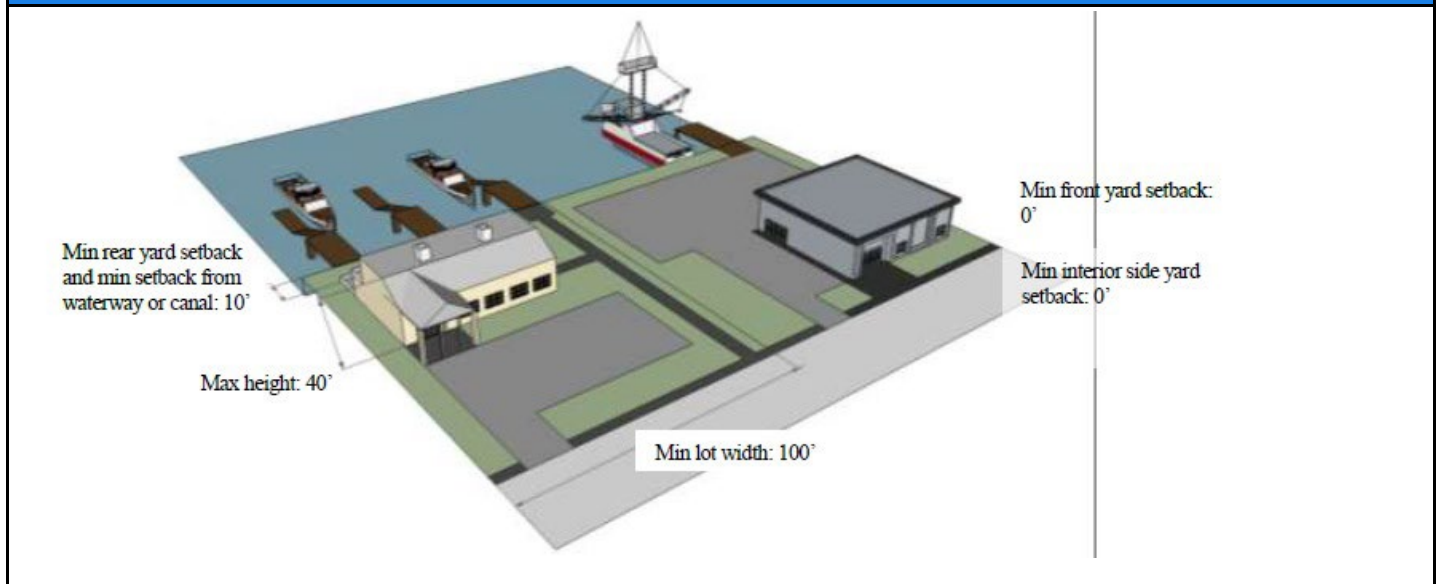 Min front yard setback:
0’
Min rear yard setback
and min setback from
waterway or canal: 10’
Min interior side yard
setback: 0’
Max height: 40’
Min lot width: 100’